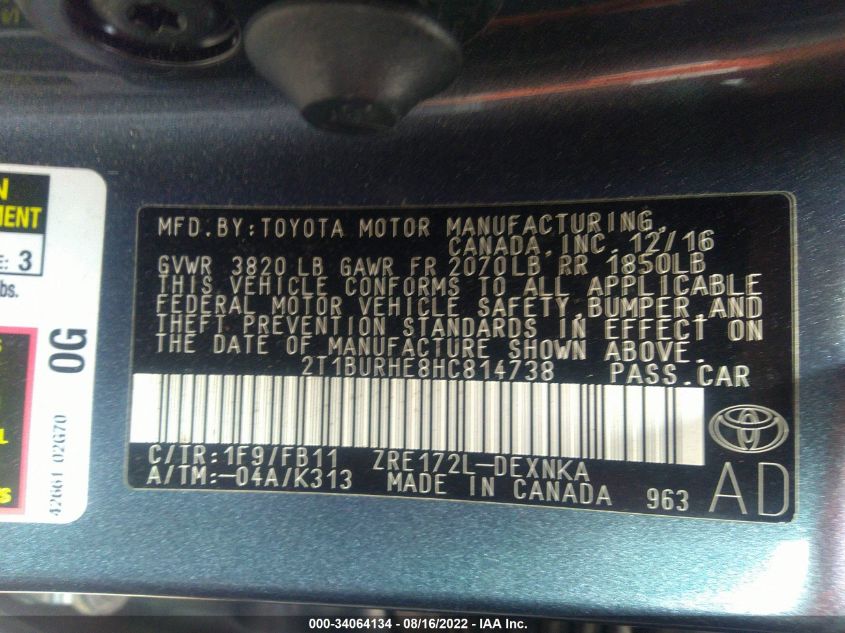 MFD.BY:TOYOTA MOTOR MANUFACTURING,
CANADA,INC. 12/16
GVWR 3820 LB GAWR FR 2070LB RR 1850LB
THIS VEHICLE CONFORMS TO ALL APPLICABLE
FEDERAL MOTOR VEHICLE SAFETY,BUMPER,AND
THEFT PREVENTION STANDARDS IN EFFECT ON
THE DATE OF MANUFACTURE SHOWN ABOVE.
2T1BURHE8HC814738 PASS.CAR
C/TR:1F9/FB11 ZRE172L-DEXNKA
A/TM:-04A/K313 MADE IN CANADA 963
AD
3
lbs.
0G
42661 02G70
000-34064134 - 08/16/2022 - IAA Inc.